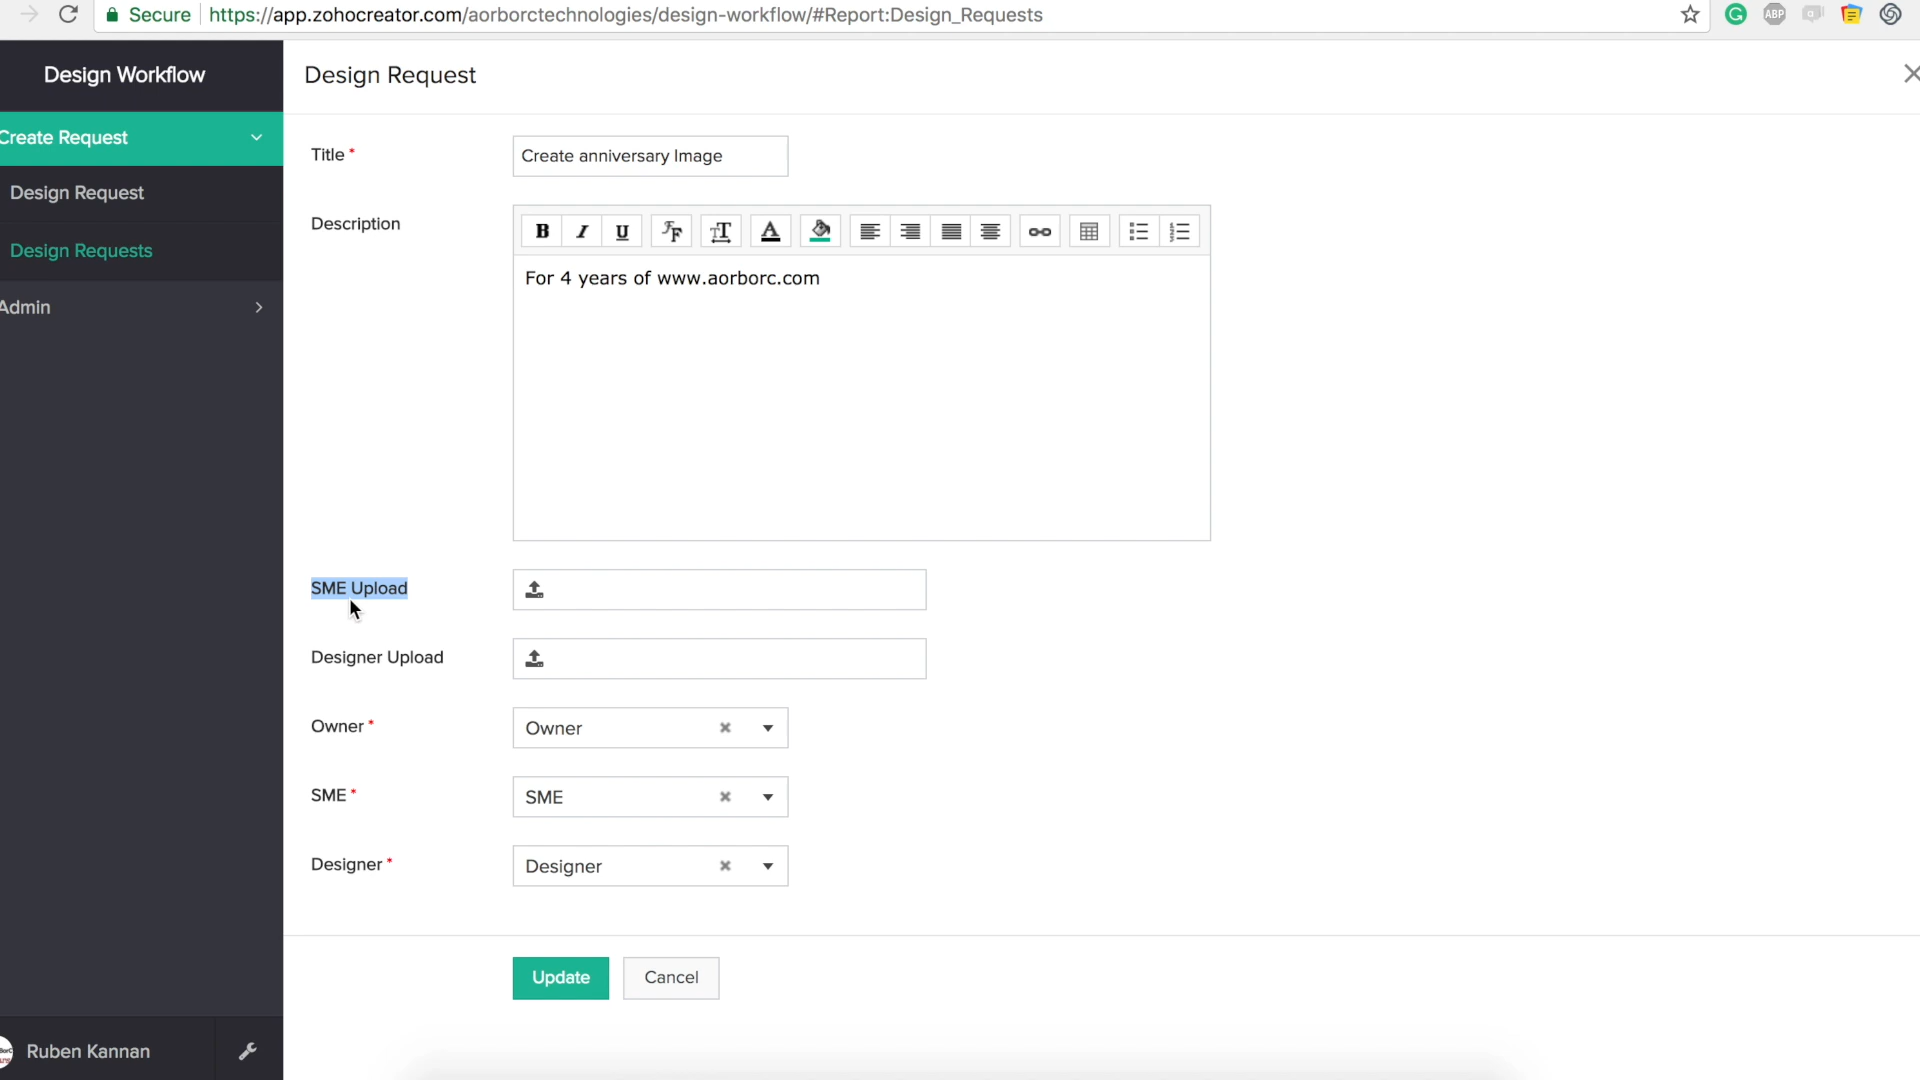 Secure https://app.zohocreator.com/aorborctechnologies/design-workflow/#Report:Design_Requests
ABP
Design Workflow
Design Request
Create Request
Design Request
Design Requests
Admin
Title *
Create anniversary Image
Description
B I U
For 4 years of www.aorborc.com
SME Upload
Designer Upload
Owner *
Owner
SME *
SME
Designer *
Designer
Update
Cancel
Ruben Kannan